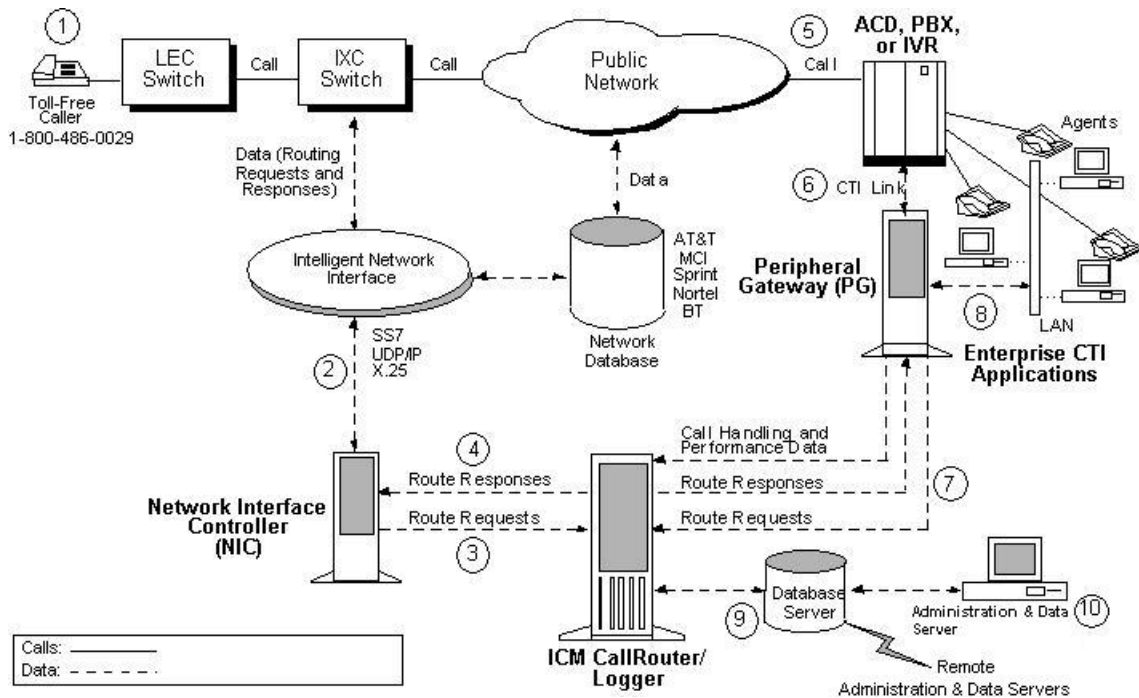 1
LEC
Switch
Call
IXC
Switch
Call
Public
Network
5
Call
ACD, PBX,
or IVR
Toll-Free
Caller
1-800-486-0029
Agents
Data (Routing
Requests and
Responses)
Data
6
CTI Link
Intelligent Network
Interface
AT&T
MCI
Sprint
Nortel
BT
Network
Database
Peripheral
Gateway (PG)
8
LAN
Enterprise CTI
Applications
2
SS7
UDP/IP
X.25
Call Handling and
Performance Data
4
Route Responses
Route Responses
7
Network Interface
Controller
(NIC)
Route Requests
Route Requests
3
9
Database
Server
Administration & Data
Server
10
Calls:
Data:
ICM CallRouter/
Logger
Remote
Administration & Data Servers